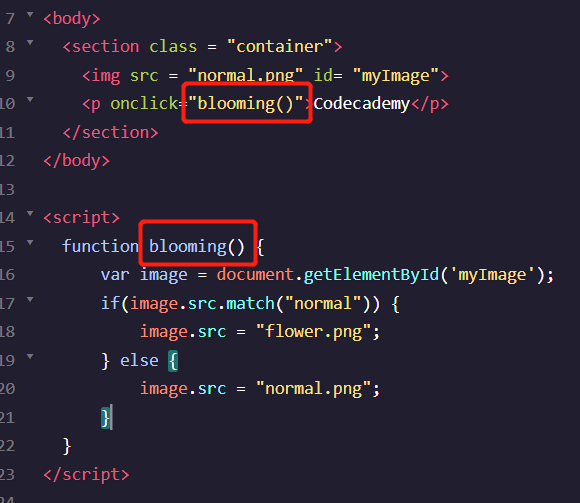 7 <body>
8 <section class = "container">
9 <img src = "normal.png" id= "myImage">
10 <p onclick="blooming()">Codecademy</p>
11 </section>
12 </body>
13
14 <script>
15 function blooming() {
16 var image = document.getElementById('myImage');
17 if(image.src.match("normal")) {
18 image.src = "flower.png";
19 } else {
20 image.src = "normal.png";
21 }
22 }
23 </script>